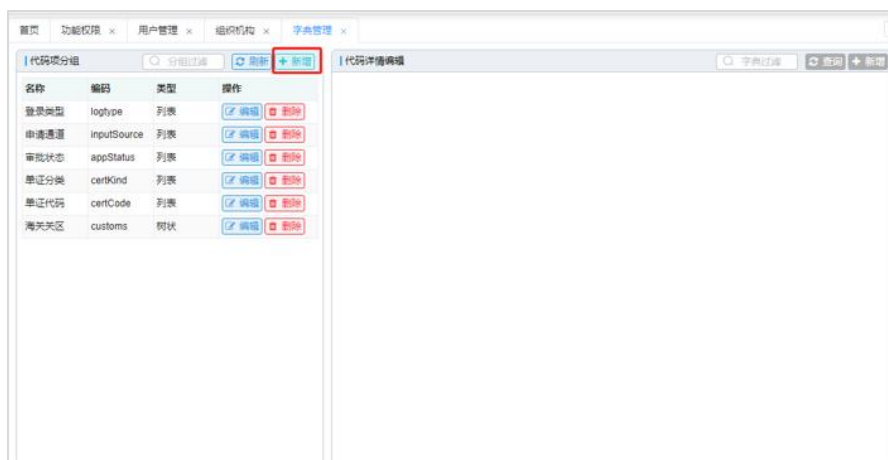 首页 功能权限 × 用户管理 × 组织机构 × 字典管理 ×
代码项分组 分组过滤 刷新 + 新增
代码详情编辑 字典过滤 查询 + 新增
名称 编码 类型 操作
登录类型 logtype 列表 编辑 删除
申请通道 inputSource 列表 编辑 删除
审批状态 appStatus 列表 编辑 删除
单证分类 certKind 列表 编辑 删除
单证代码 certCode 列表 编辑 删除
海关关区 customs 树状 编辑 删除